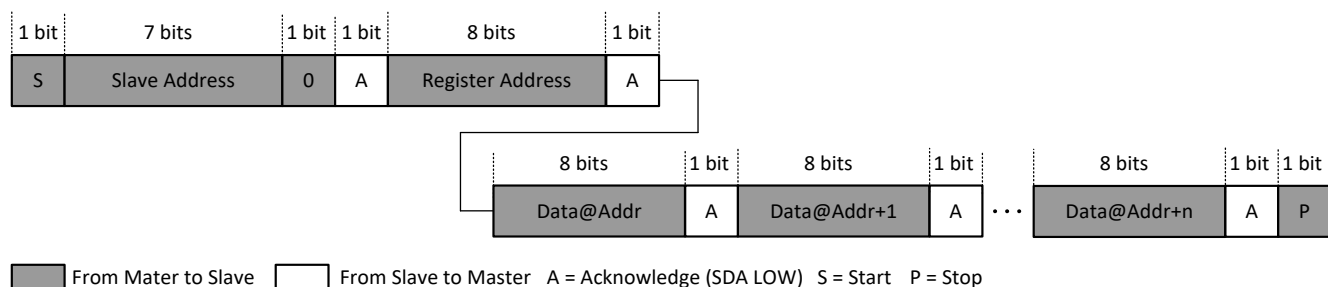 1 bit 7 bits 1 bit 1 bit 8 bits 1 bit
S Slave Address 0 A Register Address A
8 bits 1 bit 8 bits 1 bit 8 bits 1 bit 1 bit
Data@Addr A Data@Addr+1 A ··· Data@Addr+n A P
From Mater to Slave From Slave to Master A = Acknowledge (SDA LOW) S = Start P = Stop